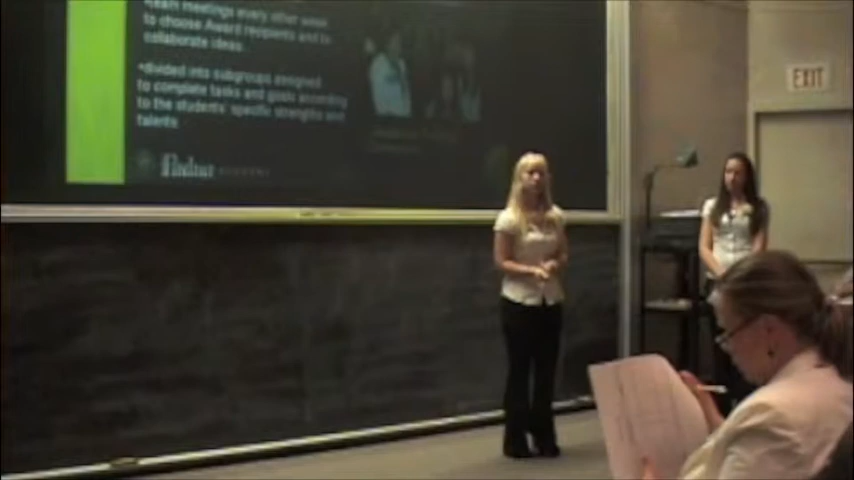 team meetings every other week
to choose Award recipients and to
collaborate ideas.
•divided into subgroups assigned
to complete tasks and goals according
to the students' specific strengths and
talents
EXIT